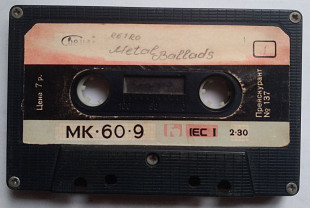 RETRO
Metal Ballads
1
Цена 7 р.
Прейскурант
№ 137
МК·60·9 IEC I 2·30